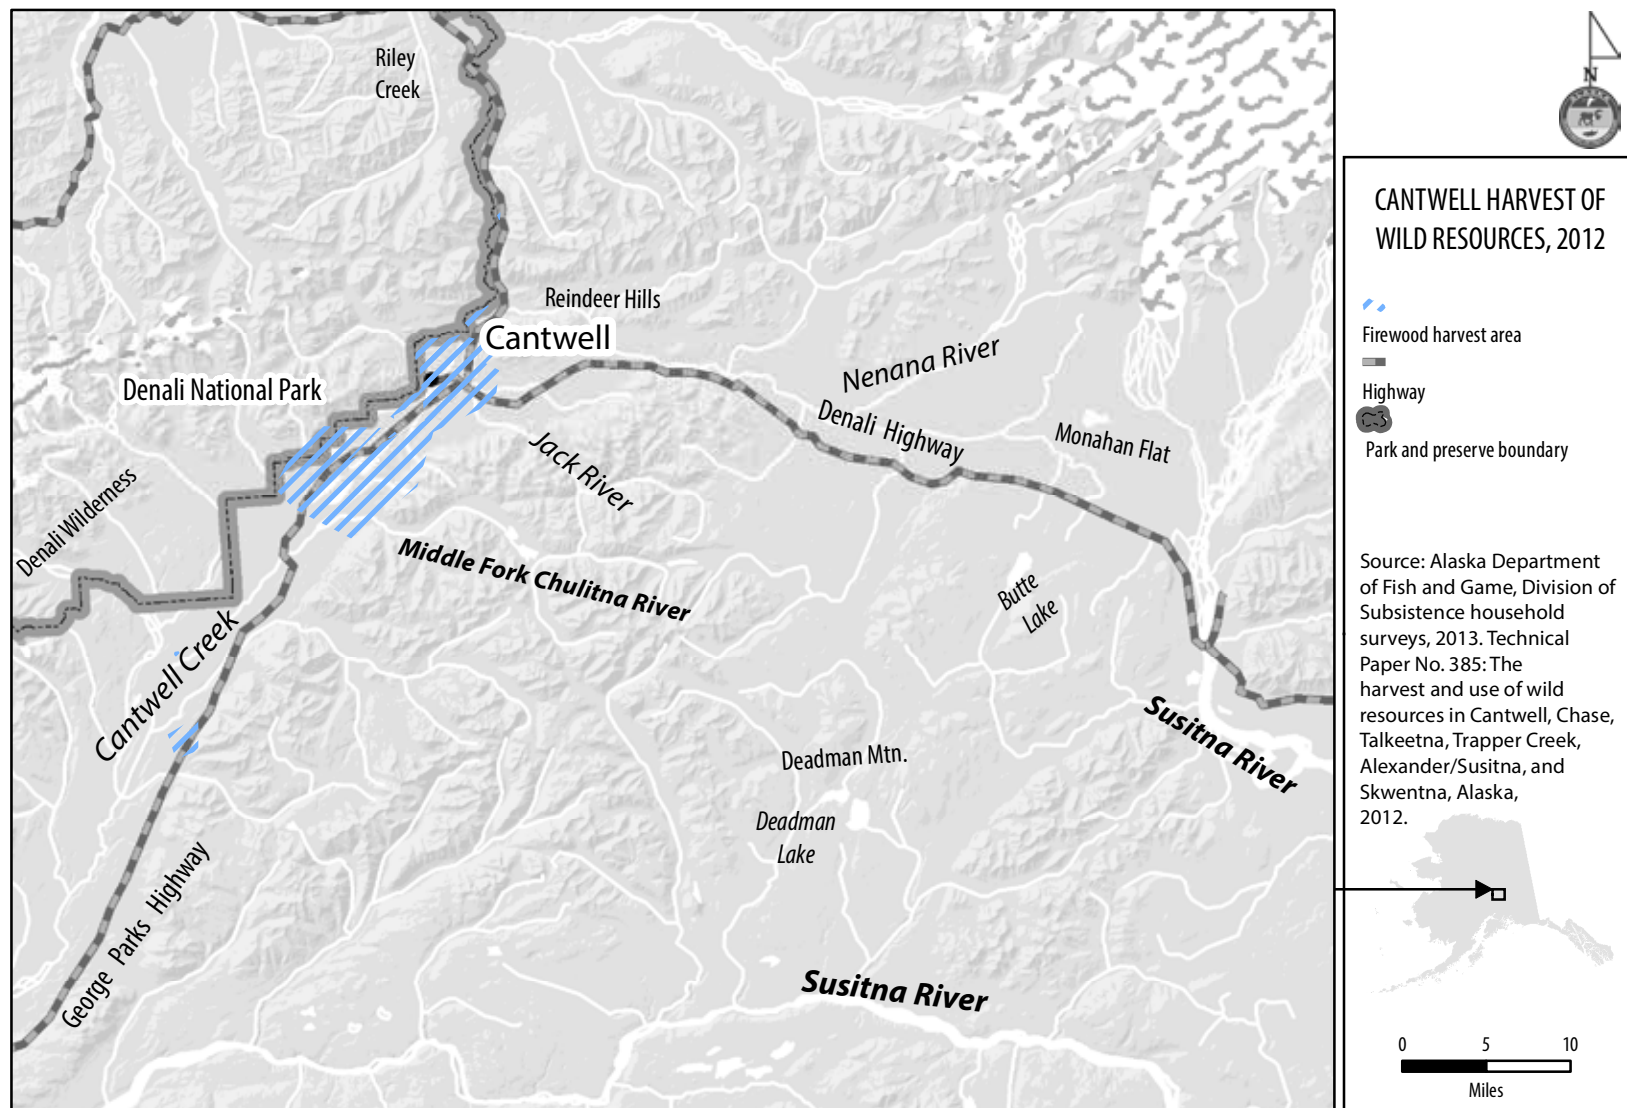 Riley
Creek
Reindeer Hills
Cantwell
Denali National Park
Nenana River
Denali Highway
Monahan Flat
Jack River
Denali Wilderness
Middle Fork Chulitna River
Butte
Lake
Cantwell Creek
Susitna River
Deadman Mtn.
Deadman
Lake
George Parks Highway
Susitna River
N
ALASKA
CANTWELL HARVEST OF
WILD RESOURCES, 2012
Firewood harvest area
Highway
Park and preserve boundary
Source: Alaska Department
of Fish and Game, Division of
Subsistence household
surveys, 2013. Technical
Paper No. 385: The
harvest and use of wild
resources in Cantwell, Chase,
Talkeetna, Trapper Creek,
Alexander/Susitna, and
Skwentna, Alaska,
2012.
0 5 10
Miles